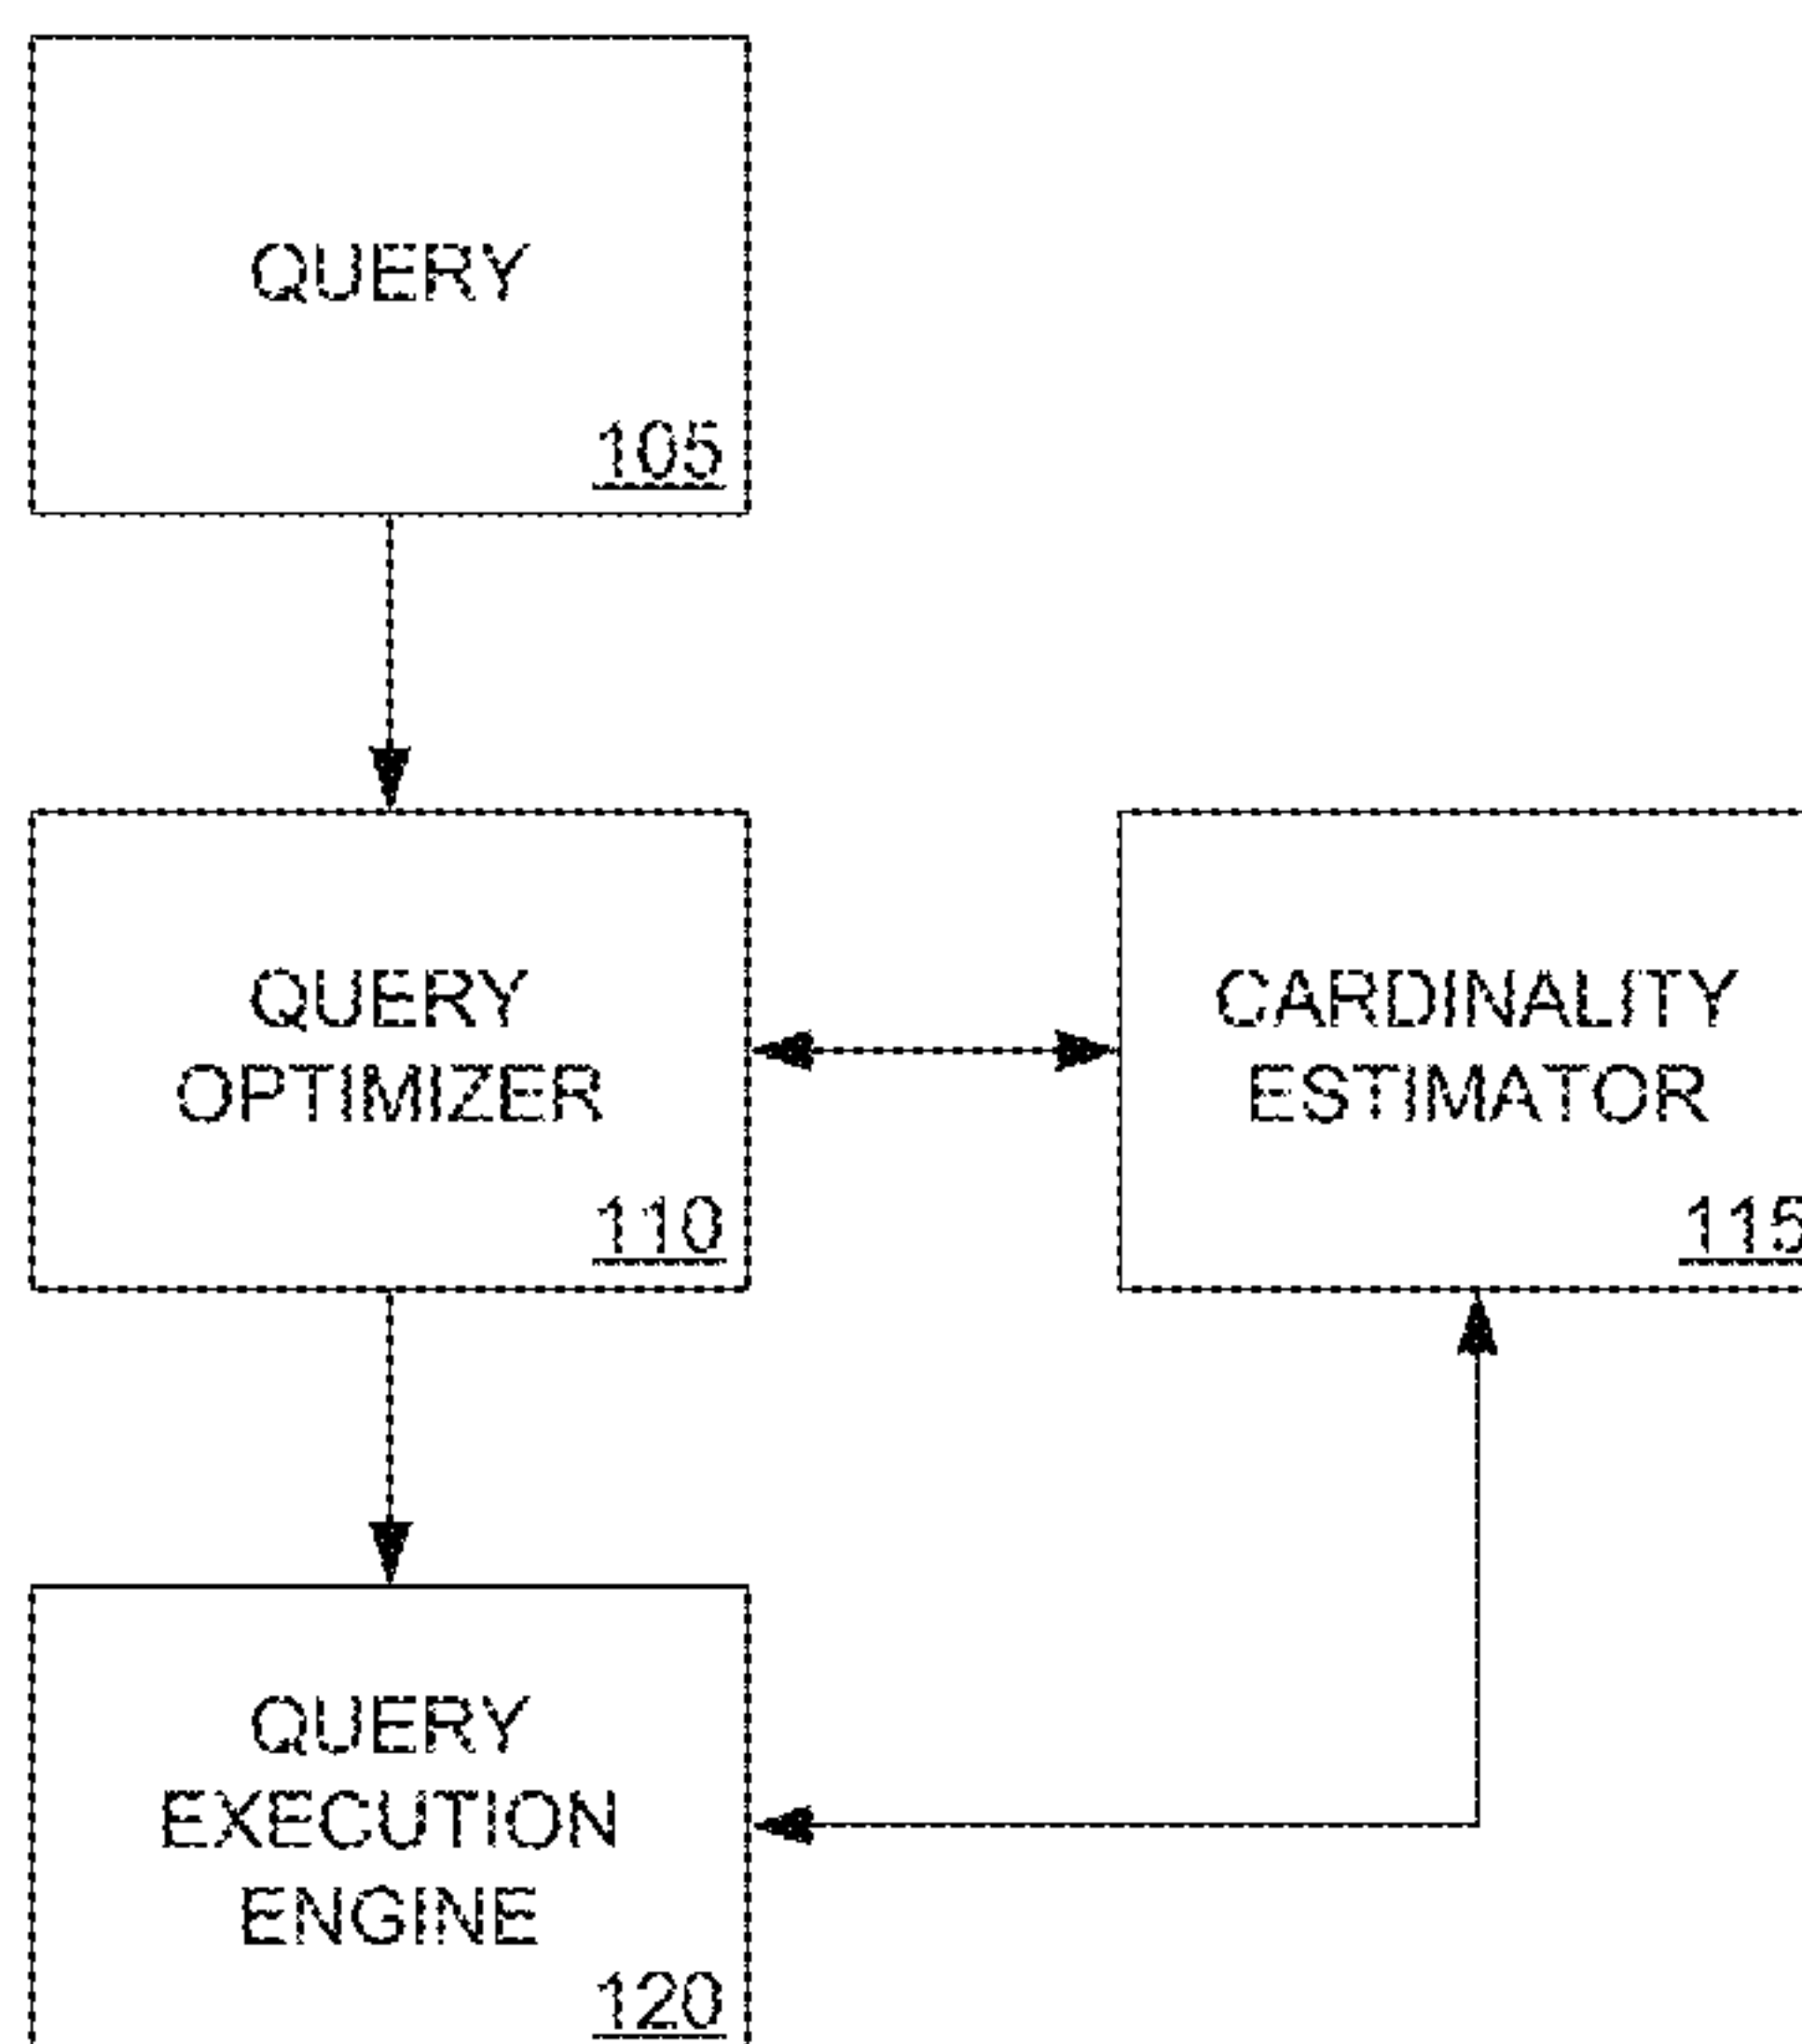 QUERY
105
QUERY
OPTIMIZER
110
CARDINALITY
ESTIMATOR
115
QUERY
EXECUTION
ENGINE
120